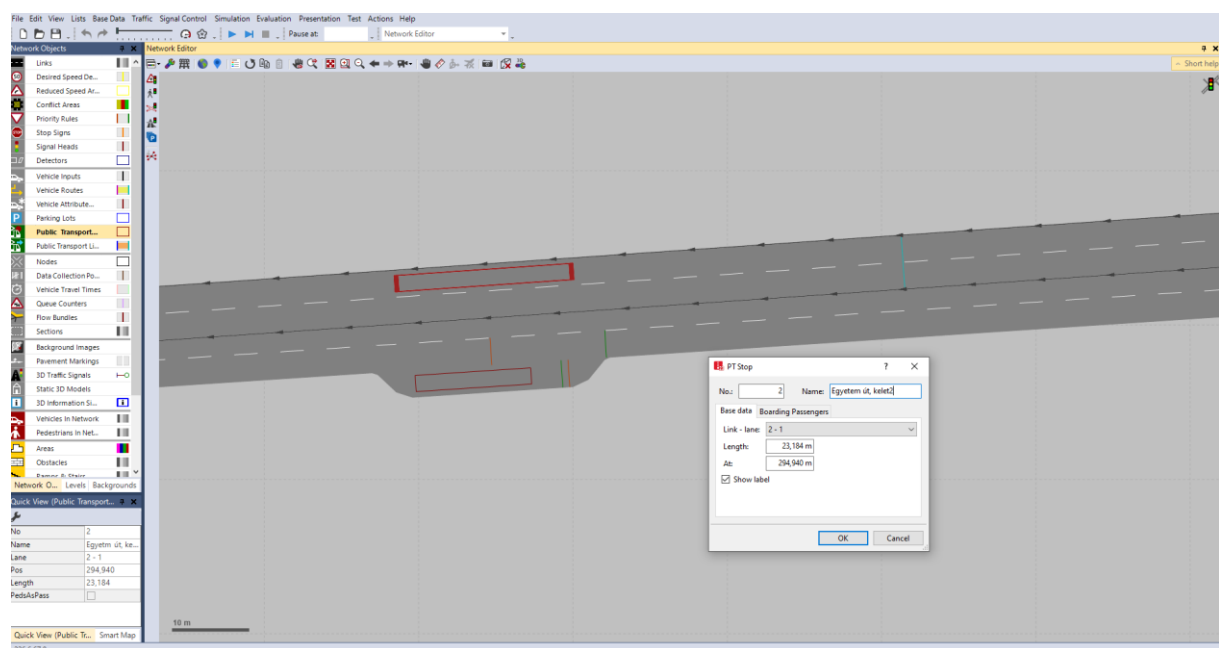 File Edit View Lists Base Data Traffic Signal Control Simulation Evaluation Presentation Test Actions Help
Pause at: Network Editor
Network Objects
Network Editor
Short help
Links
Desired Speed De...
Reduced Speed Ar...
Conflict Areas
Priority Rules
Stop Signs
Signal Heads
Detectors
Vehicle Inputs
Vehicle Routes
Vehicle Attribute...
Parking Lots
Public Transport...
Public Transport Li...
Nodes
Data Collection Po...
Vehicle Travel Times
Queue Counters
Flow Bundles
Sections
Background Images
Pavement Markings
3D Traffic Signals
Static 3D Models
3D Information Si...
Vehicles In Network
Pedestrians In Net...
Areas
Obstacles
Ramps & Stairs
Network O... Levels Backgrounds
Quick View (Public Transport...
No 2
Name Egyetm út, ke...
Lane 2 - 1
Pos 294,940
Length 23,184
PedsAsPass
Quick View (Public Tr... Smart Map
10 m
PT Stop ? X
No.: 2 Name: Egyetem út, kelet2
Base data Boarding Passengers
Link - lane: 2 - 1
Length: 23,184 m
At: 294,940 m
Show label
OK Cancel